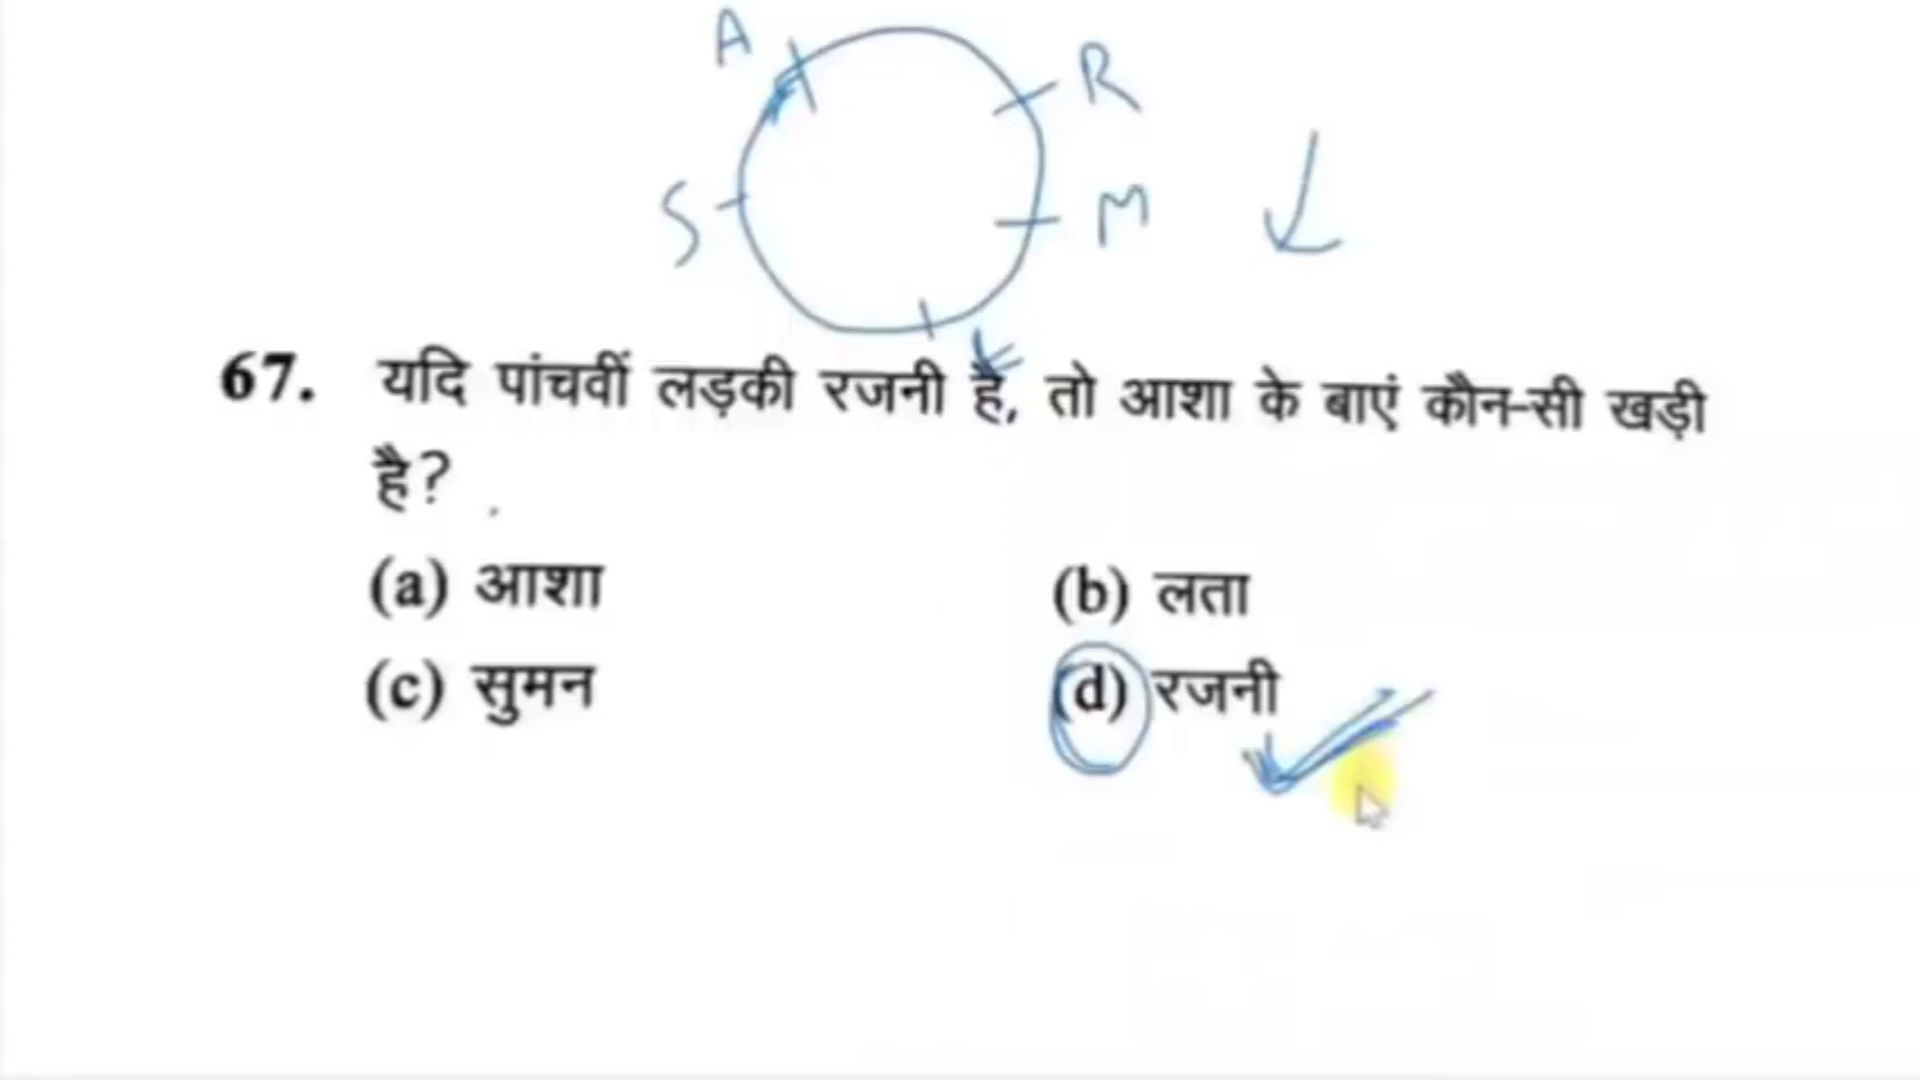 A
R
S
M
67. यदि पांचवीं लड़की रजनी है, तो आशा के बाएं कौन-सी खड़ी
है?
(a) आशा
(b) लता
(c) सुमन
(d) रजनी